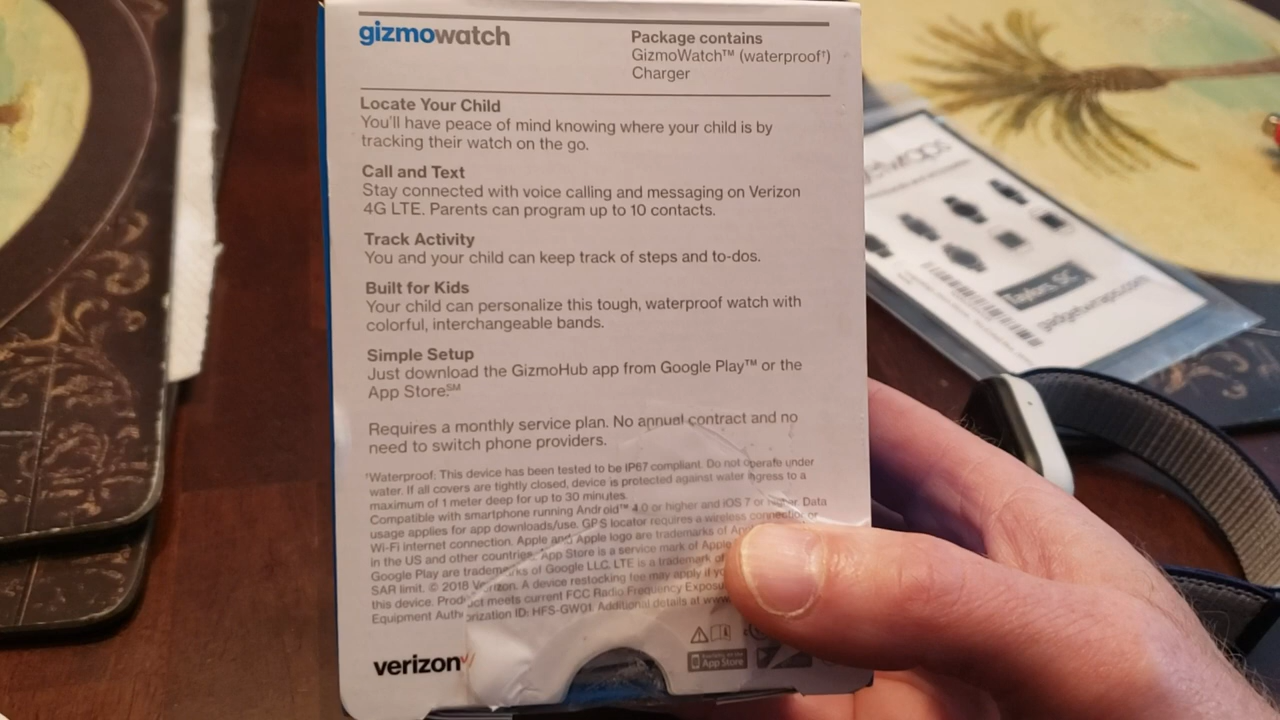 gizmowatch
Package contains
GizmoWatch™ (waterproof†)
Charger
Locate Your Child
You'll have peace of mind knowing where your child is by
tracking their watch on the go.
Call and Text
Stay connected with voice calling and messaging on Verizon
4G LTE. Parents can program up to 10 contacts.
Track Activity
You and your child can keep track of steps and to-dos.
Built for Kids
Your child can personalize this tough, waterproof watch with
colorful, interchangeable bands.
Simple Setup
Just download the GizmoHub app from Google Play™ or the
App Store℠.
Requires a monthly service plan. No annual contract and no
need to switch phone providers.
†Waterproof: This device has been tested to be IP67 compliant. Do not operate under
water. If all covers are tightly closed, device is protected against water ingress to a
maximum of 1 meter deep for up to 30 minutes.
Compatible with smartphone running Android™ 4.0 or higher and iOS 7 or higher. Data
usage applies for app downloads/use. GPS locator requires a wireless connection or
Wi-Fi internet connection. Apple and Apple logo are trademarks of
in the US and other countries. App Store is a service mark of Apple
Google Play are trademarks of Google LLC. LTE is a trademark of
SAR limit. © 2018 Verizon. A device restocking fee may apply if
this device. Product meets current FCC Radio Frequency
Equipment Authorization ID: HFS-GW01. Additional details at
verizon
App Store
Taylors, SC
gadgetwraps.com